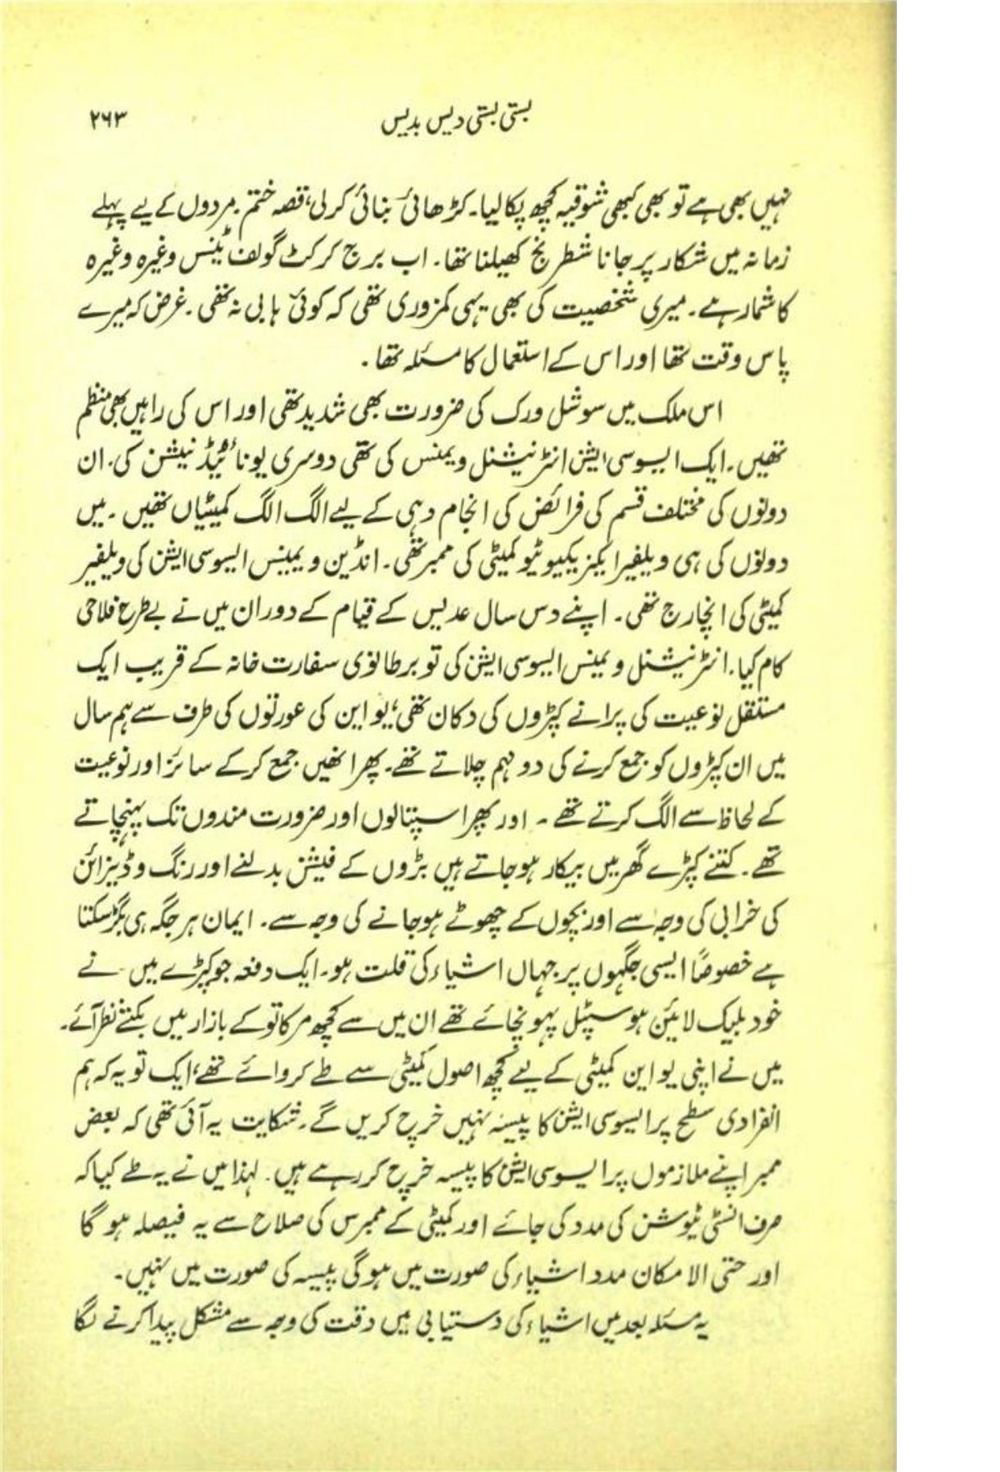 بستی بستی دیس بدیس ۲۶۳
نہیں بھی ہے تو بھی کبھی شوقیہ کچھ پکا لیا۔ کڑھائی بنائی کرلی، قصہ ختم۔ مردوں کے لیے پہلے
زمانہ میں شکار پر جانا شطرنج کھیلنا تھا۔ اب برج کرکٹ گولف ٹینس وغیرہ وغیرہ
کا شمار ہے۔ میری شخصیت کی بھی یہی کمزوری تھی کہ کوئی ہابی نہ تھی۔ غرض کہ میرے
پاس وقت تھا اور اس کے استعمال کا مسئلہ تھا۔
اس ملک میں سوشل ورک کی ضرورت بھی شدید تھی اور اس کی راہیں بھی منظم
تھیں۔ ایک ایسوسی ایشن انٹرنیشنل ویمنس کی تھی دوسری یونائیٹڈ نیشن کی۔ ان
دونوں کی مختلف قسم کی فرائض کی انجام دہی کے لیے الگ الگ کمیٹیاں تھیں۔ میں
دونوں کی ہی ویلفیر ایکزیکیوٹیو کمیٹی کی ممبر تھی۔ انڈین ویمینس ایسوسی ایشن کی ویلفیر
کمیٹی کی انچارج تھی۔ اپنے دس سال عدیس کے قیام کے دوران میں نے بے طرح فلاحی
کام کیا۔ انٹرنیشنل ویمینس ایسوسی ایشن کی تو برطانوی سفارت خانہ کے قریب ایک
مستقل نوعیت کی پرانے کپڑوں کی دکان تھی، یو این کی عورتوں کی طرف سے ہم سال
میں ان کپڑوں کو جمع کرنے کی دو مہم چلاتے تھے۔ پھر انھیں جمع کرکے سائز اور نوعیت
کے لحاظ سے الگ کرتے تھے۔ اور پھر اسپتالوں اور ضرورت مندوں تک پہنچاتے
تھے۔ کتنے کپڑے گھر میں بیکار ہوجاتے ہیں بڑوں کے فیشن بدلنے اور رنگ و ڈیزائن
کی خرابی کی وجہ سے اور بچوں کے چھوٹے ہوجانے کی وجہ سے۔ ایمان ہر جگہ ہی بگڑ سکتا
ہے خصوصاً ایسی جگہوں پر جہاں اشیاء کی قلت ہو۔ ایک دفعہ جو کپڑے میں نے
خود بلیک لائین ہوسپٹل پہونچائے تھے ان میں سے کچھ مرکاتو کے بازار میں بکتے نظر آئے۔
میں نے اپنی یو این کمیٹی کے لیے کچھ اصول کمیٹی سے طے کروائے تھے، ایک تو یہ کہ ہم
انفرادی سطح پر ایسوسی ایشن کا پیسہ نہیں خرچ کریں گے۔ شکایت یہ آئی تھی کہ بعض
ممبر اپنے ملازموں پر ایسوسی ایشن کا پیسہ خرچ کر رہے ہیں۔ لہٰذا میں نے یہ طے کیا کہ
صرف انسٹی ٹیوشن کی مدد کی جائے اور کمیٹی کے ممبرس کی صلاح سے یہ فیصلہ ہوگا
اور حتی الامکان مدد اشیاء کی صورت میں ہوگی پیسہ کی صورت میں نہیں۔
یہ مسئلہ بعد میں اشیاء کی دستیابی میں دقت کی وجہ سے مشکل پیدا کرنے لگا